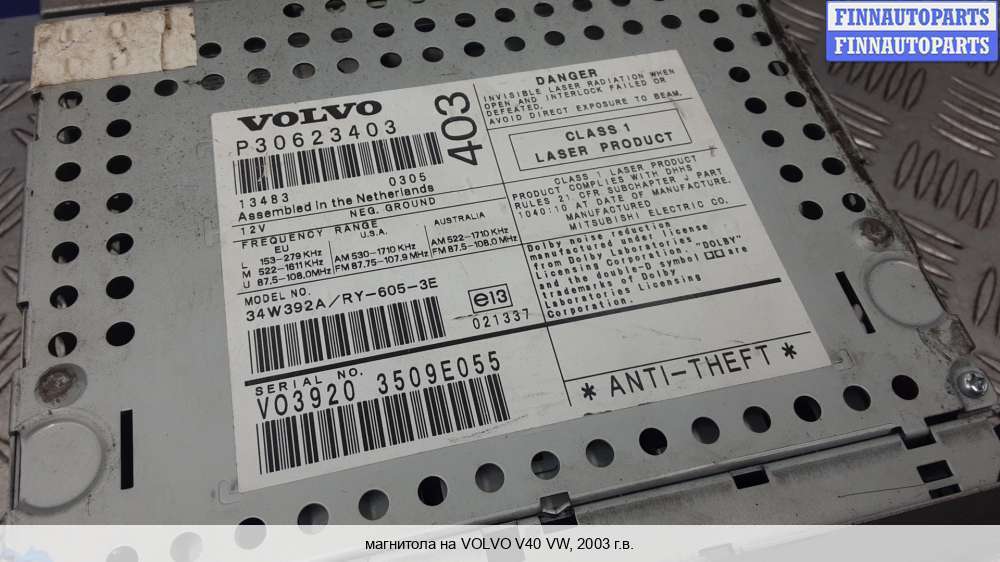 FINNAUTOPARTS
FINNAUTOPARTS
VOLVO
P30623403
403
13483 0305
Assembled in the Netherlands
12V NEG. GROUND
FREQUENCY RANGE
EU U.S.A. AUSTRALIA
L 153-279 KHz
M 522-1611 KHz AM 530-1710 KHz AM 522-1710 KHz
U 87.5-108.0MHz FM 87.75-107.9 MHz FM 87.5-108.0MHz
MODEL NO.
34W392A/RY-605-3E
e13
021337
SERIAL NO.
VO3920 3509E055
DANGER
INVISIBLE LASER RADIATION WHEN
OPEN AND INTERLOCK FAILED OR
DEFEATED.
AVOID DIRECT EXPOSURE TO BEAM.
CLASS 1
LASER PRODUCT
CLASS 1 LASER PRODUCT
PRODUCT COMPLIES WITH DHHS
RULES 21 CFR SUBCHAPTER J PART
1040:10 AT DATE OF MANUFACTURE.
MANUFACTURED
MITSUBISHI ELECTRIC CO.
Dolby noise reduction
manufactured under license
from Dolby Laboratories
Licensing Corporation. "DOLBY"
and the double-D symbol are
trademarks of Dolby
Laboratories Licensing
Corporation.
* ANTI-THEFT *
магнитола на VOLVO V40 VW, 2003 г.в.